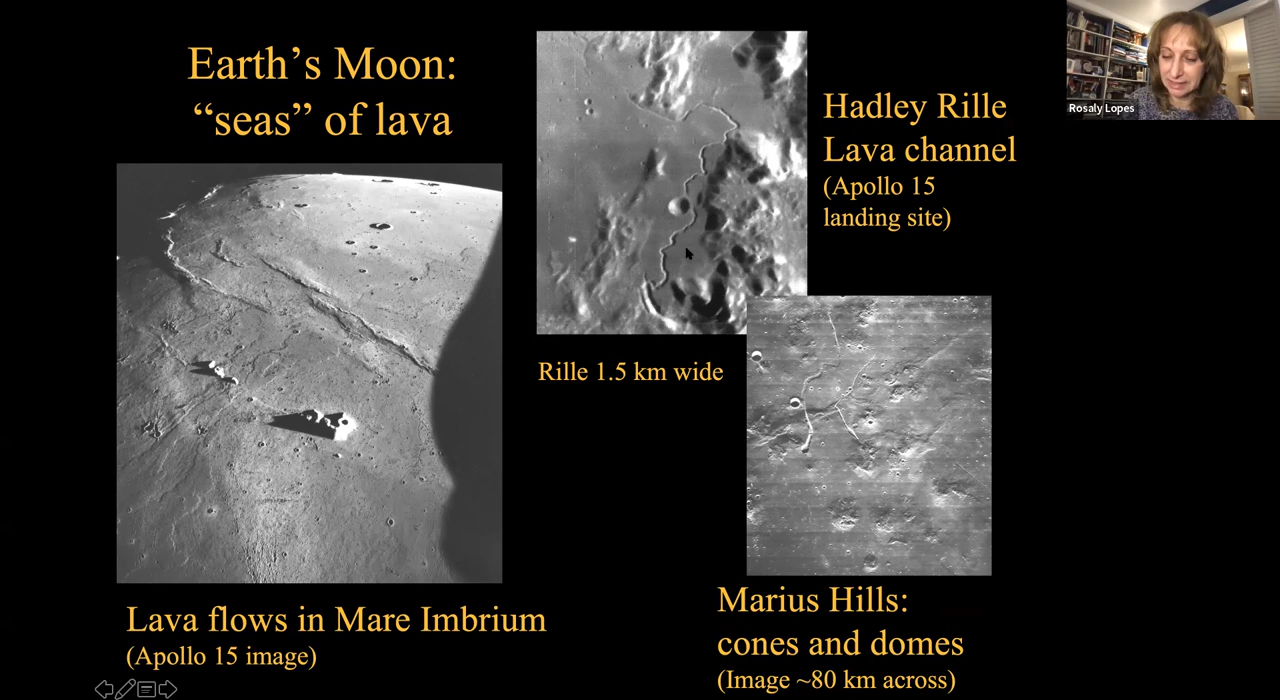 Earth’s Moon:
“seas” of lava
Hadley Rille
Lava channel
(Apollo 15
landing site)
Rosaly Lopes
Rille 1.5 km wide
Lava flows in Mare Imbrium
(Apollo 15 image)
Marius Hills:
cones and domes
(Image ~80 km across)